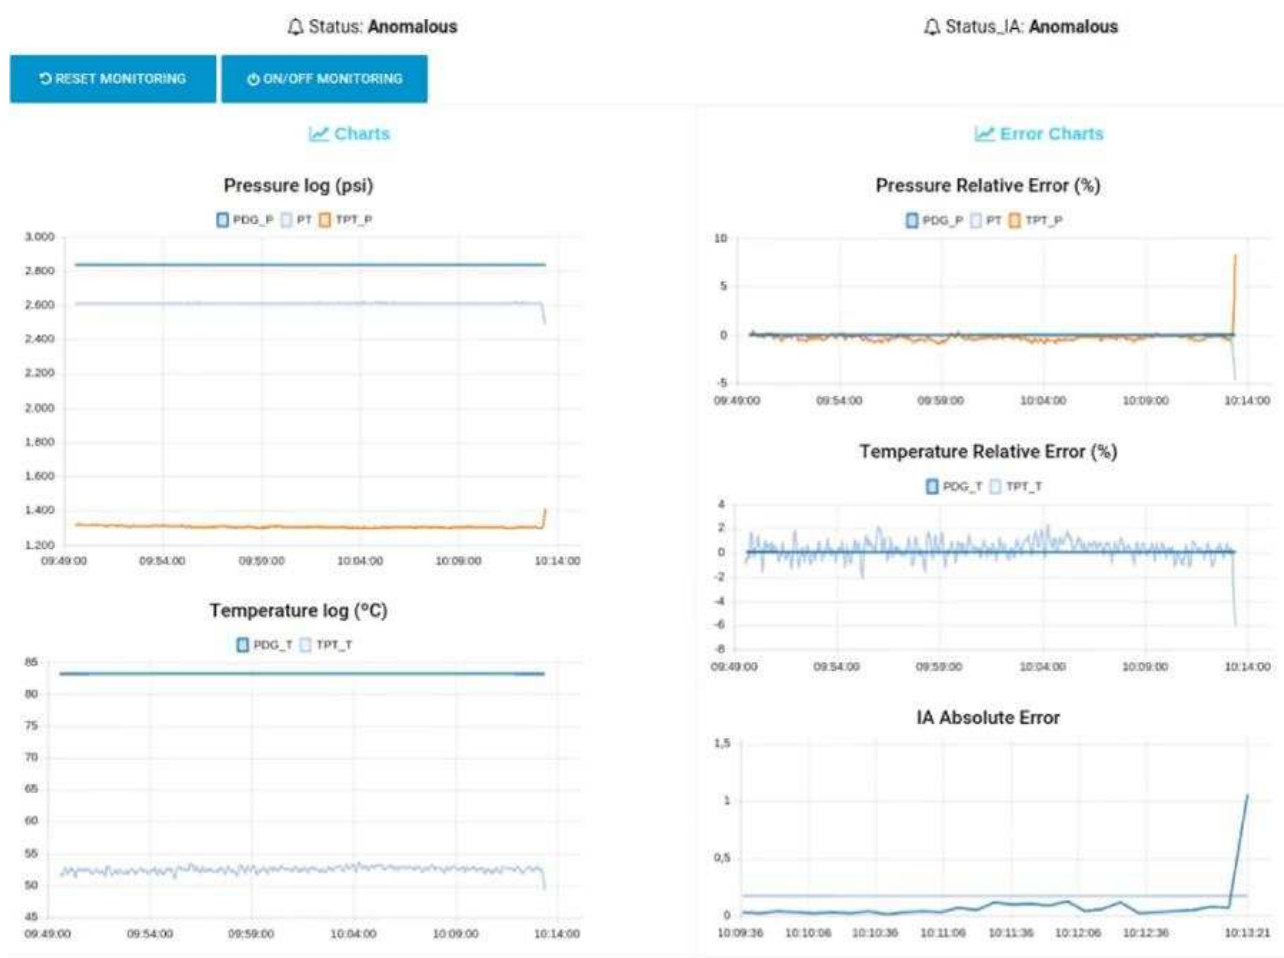 Status: Anomalous
Status_IA: Anomalous
RESET MONITORING
ON/OFF MONITORING
Charts
Pressure log (psi)
PDG_P PT TPT_P
3.000
2.800
2.600
2.400
2.200
2.000
1.800
1.600
1.400
1.200
09:49:00 09:54:00 09:59:00 10:04:00 10:09:00 10:14:00
Temperature log (ºC)
PDG_T TPT_T
85
80
75
70
65
60
55
50
45
09:49:00 09:54:00 09:59:00 10:04:00 10:09:00 10:14:00
Error Charts
Pressure Relative Error (%)
PDG_P PT TPT_P
10
5
0
-5
09:49:00 09:54:00 09:59:00 10:04:00 10:09:00 10:14:00
Temperature Relative Error (%)
PDG_T TPT_T
4
2
0
-2
-4
-6
-8
09:49:00 09:54:00 09:59:00 10:04:00 10:09:00 10:14:00
IA Absolute Error
1,5
1
0,5
0
10:09:36 10:10:06 10:10:36 10:11:06 10:11:36 10:12:06 10:12:36 10:13:21